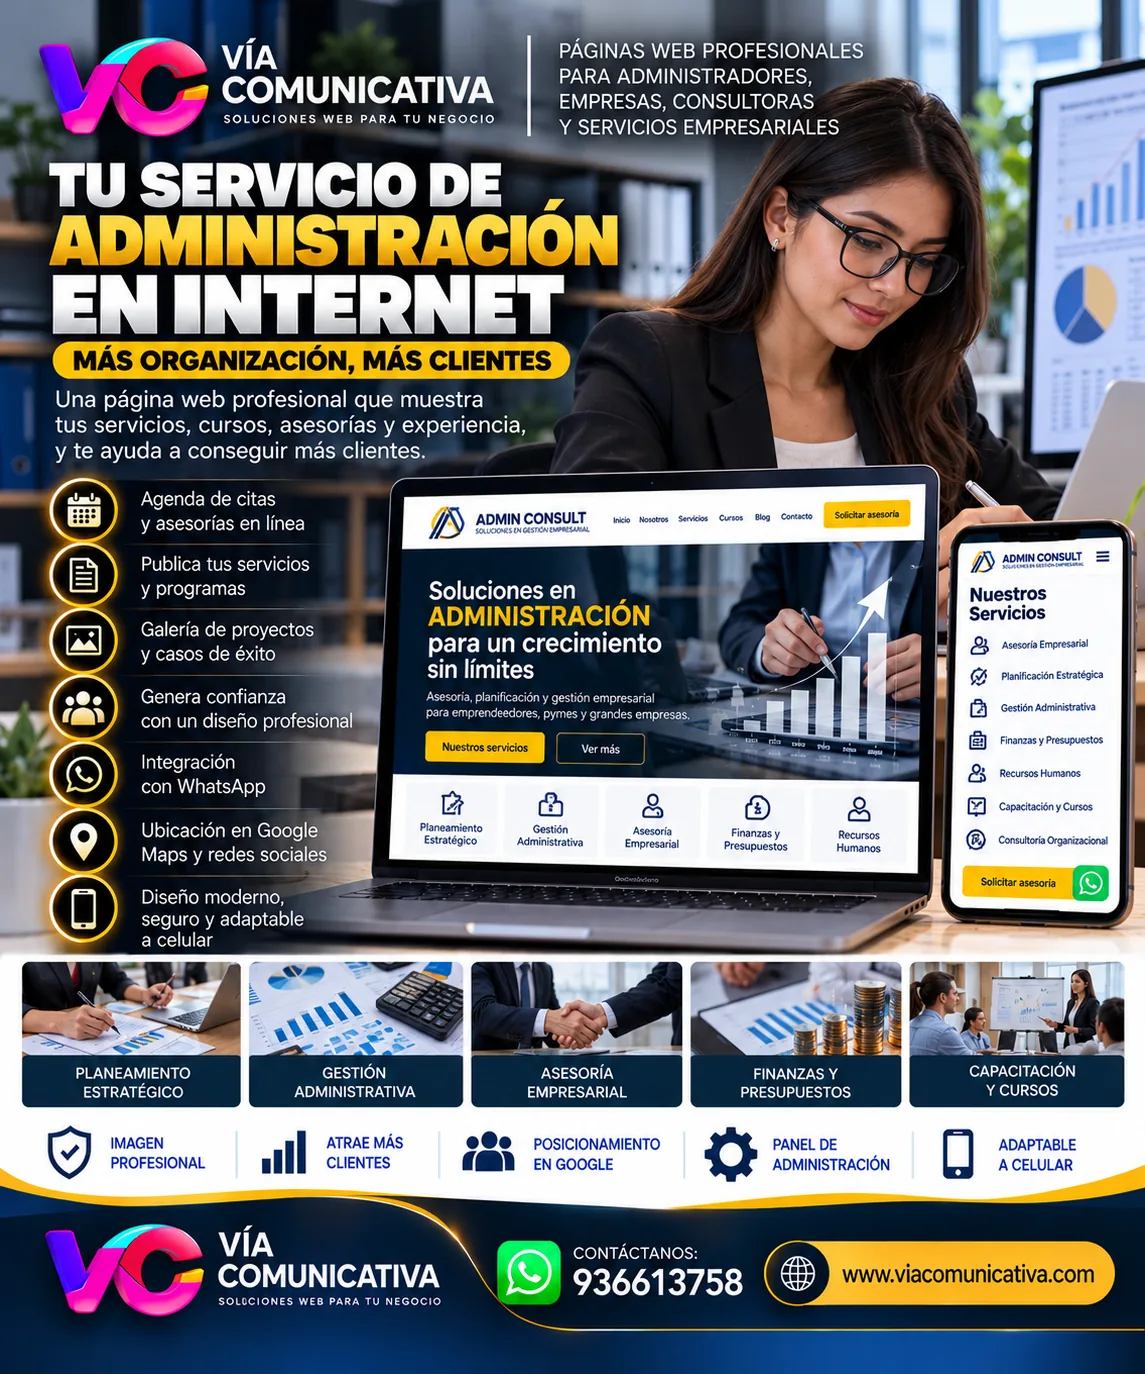 VC
VÍA
COMUNICATIVA
SOLUCIONES WEB PARA TU NEGOCIO
PÁGINAS WEB PROFESIONALES
PARA ADMINISTRADORES,
EMPRESAS, CONSULTORAS
Y SERVICIOS EMPRESARIALES
TU SERVICIO DE
ADMINISTRACIÓN
EN INTERNET
MÁS ORGANIZACIÓN, MÁS CLIENTES
Una página web profesional que muestra
tus servicios, cursos, asesorías y experiencia,
y te ayuda a conseguir más clientes.
Agenda de citas
y asesorías en línea
Publica tus servicios
y programas
Galería de proyectos
y casos de éxito
Genera confianza
con un diseño profesional
Integración
con WhatsApp
Ubicación en Google
Maps y redes sociales
Diseño moderno,
seguro y adaptable
a celular
ADMIN CONSULT
SOLUCIONES EN GESTIÓN EMPRESARIAL
Inicio Nosotros Servicios Cursos Blog Contacto
Solicitar asesoría
Soluciones en
ADMINISTRACIÓN
para un crecimiento
sin límites
Asesoría, planificación y gestión empresarial
para emprendeedores, pymes y grandes empresas.
Nuestros servicios
Ver más
Planeamiento
Estratégico
Gestión
Administrativa
Asesoría
Empresarial
Finanzas y
Presupuestos
Recursos
Humanos
ADMIN CONSULT
SOLUCIONES EN GESTIÓN EMPRESARIAL
Nuestros
Servicios
Asesoría Empresarial
Planificación Estratégica
Gestión Administrativa
Finanzas y Presupuestos
Recursos Humanos
Capacitación y Cursos
Consultoría Organizacional
Solicitar asesoría
PLANEAMIENTO
ESTRATÉGICO
GESTIÓN
ADMINISTRATIVA
ASESORÍA
EMPRESARIAL
FINANZAS Y
PRESUPUESTOS
CAPACITACIÓN
Y CURSOS
IMAGEN
PROFESIONAL
ATRAE MÁS
CLIENTES
POSICIONAMIENTO
EN GOOGLE
PANEL DE
ADMINISTRACIÓN
ADAPTABLE
A CELULAR
VC
VÍA
COMUNICATIVA
SOLUCIONES WEB PARA TU NEGOCIO
CONTÁCTANOS:
936613758
www.viacomunicativa.com